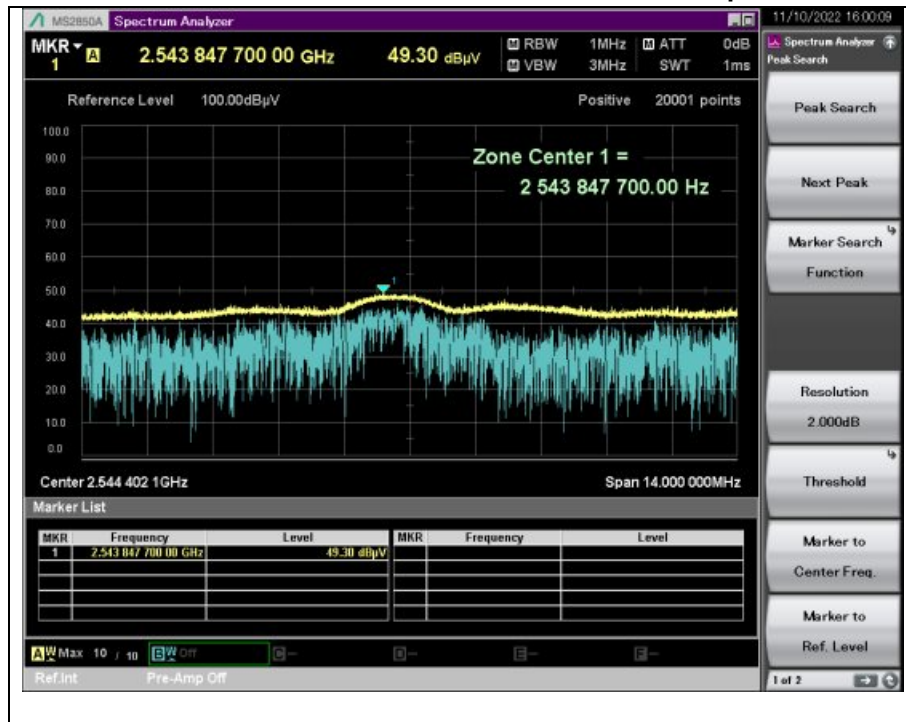 MS2850A Spectrum Analyzer
11/10/2022 16:00:09
MKR 1 A 2.543 847 700 00 GHz 49.30 dBµV
M RBW 1MHz M ATT 0dB
M VBW 3MHz SWT 1ms
Reference Level 100.00dBµV Positive 20001 points
100.0
90.0
80.0
70.0
60.0
50.0
40.0
30.0
20.0
10.0
0.0
Zone Center 1 =
2 543 847 700.00 Hz
1
Center 2.544 402 1GHz Span 14.000 000MHz
Marker List
MKR Frequency Level MKR Frequency Level
1 2.543 847 700 00 GHz 49.30 dBµV
A W Max 10 / 10 B W Off C — D — E — F —
Ref.Int Pre-Amp Off
Spectrum Analyzer
Peak Search
Peak Search
Next Peak
Marker Search
Function
Resolution
2.000dB
Threshold
Marker to
Center Freq.
Marker to
Ref. Level
1 of 2